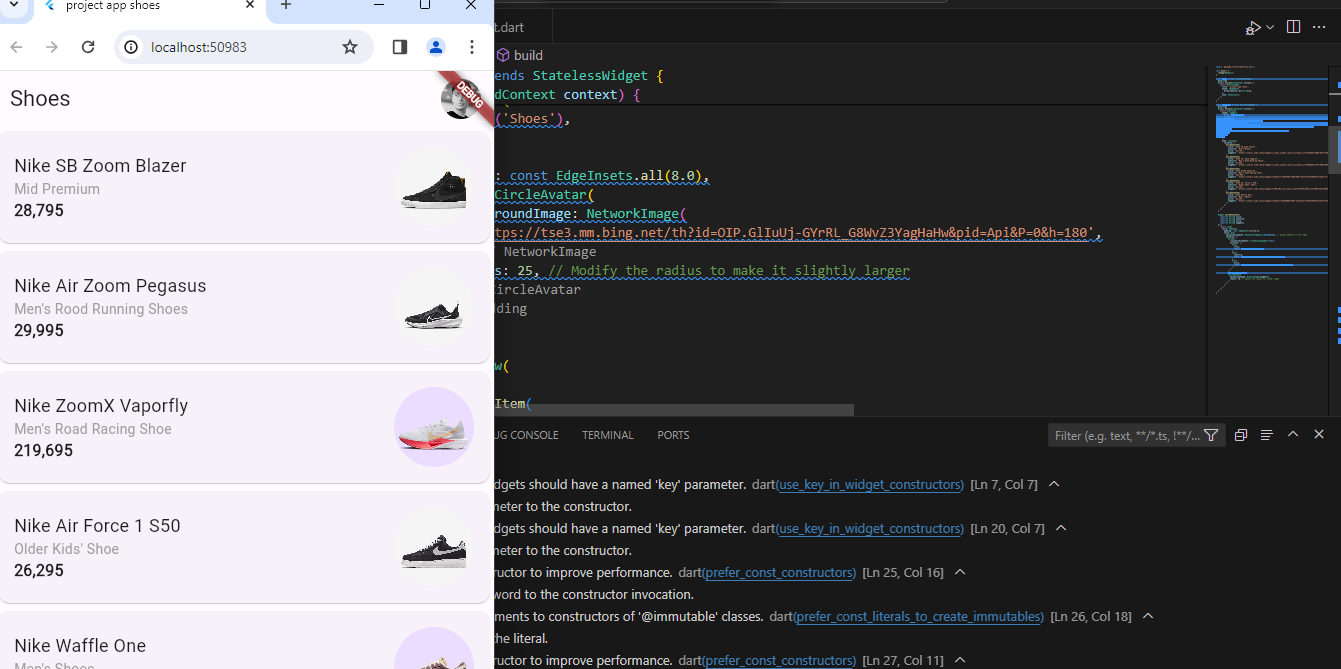 project app shoes
localhost:50983
Shoes
DEBUG
Nike SB Zoom Blazer
Mid Premium
28,795
Nike Air Zoom Pegasus
Men's Rood Running Shoes
29,995
Nike ZoomX Vaporfly
Men's Road Racing Shoe
219,695
Nike Air Force 1 S50
Older Kids' Shoe
26,295
Nike Waffle One
Men's Shoes
t.dart
build
ends StatelessWidget {
dContext context) {
('Shoes'),
: const EdgeInsets.all(8.0),
CircleAvatar(
roundImage: NetworkImage(
tps://tse3.mm.bing.net/th?id=OIP.GlIuUj-GYrRL_G8WvZ3YagHaHw&pid=Api&P=0&h=180',
NetworkImage
s: 25, // Modify the radius to make it slightly larger
CircleAvatar
ding
w(
Item(
UG CONSOLE TERMINAL PORTS
Filter (e.g. text, **/*.ts, !**/...
dgets should have a named 'key' parameter. dart(use_key_in_widget_constructors) [Ln 7, Col 7]
meter to the constructor.
dgets should have a named 'key' parameter. dart(use_key_in_widget_constructors) [Ln 20, Col 7]
meter to the constructor.
ructor to improve performance. dart(prefer_const_constructors) [Ln 25, Col 16]
word to the constructor invocation.
ments to constructors of '@immutable' classes. dart(prefer_const_literals_to_create_immutables) [Ln 26, Col 18]
the literal.
ructor to improve performance. dart(prefer_const_constructors) [Ln 27, Col 11]